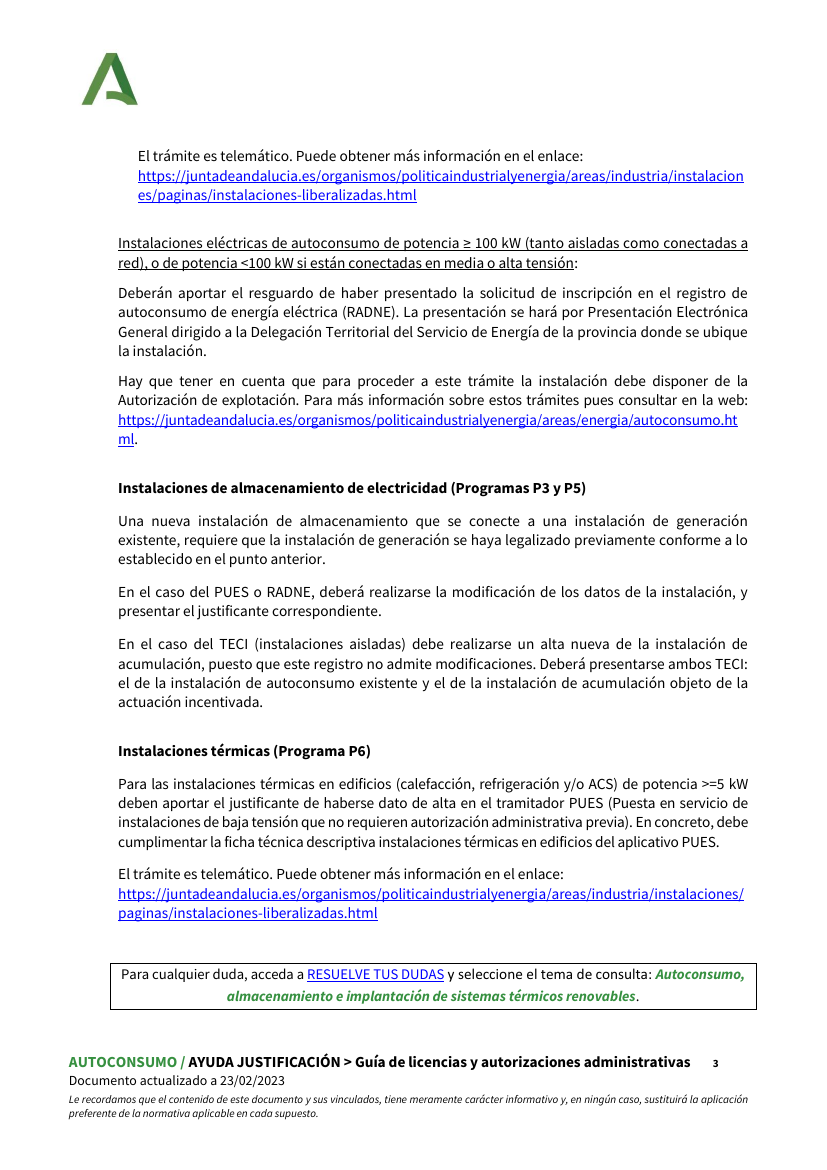 El trámite es telemático. Puede obtener más información en el enlace:
https://juntadeandalucia.es/organismos/politicaindustrialyenergia/areas/industria/instalacion
es/paginas/instalaciones-liberalizadas.html
Instalaciones eléctricas de autoconsumo de potencia ≥ 100 kW (tanto aisladas como conectadas a
red), o de potencia <100 kW si están conectadas en media o alta tensión:
Deberán aportar el resguardo de haber presentado la solicitud de inscripción en el registro de
autoconsumo de energía eléctrica (RADNE). La presentación se hará por Presentación Electrónica
General dirigido a la Delegación Territorial del Servicio de Energía de la provincia donde se ubique
la instalación.
Hay que tener en cuenta que para proceder a este trámite la instalación debe disponer de la
Autorización de explotación. Para más información sobre estos trámites pues consultar en la web:
https://juntadeandalucia.es/organismos/politicaindustrialyenergia/areas/energia/autoconsumo.ht
ml.
Instalaciones de almacenamiento de electricidad (Programas P3 y P5)
Una nueva instalación de almacenamiento que se conecte a una instalación de generación
existente, requiere que la instalación de generación se haya legalizado previamente conforme a lo
establecido en el punto anterior.
En el caso del PUES o RADNE, deberá realizarse la modificación de los datos de la instalación, y
presentar el justificante correspondiente.
En el caso del TECI (instalaciones aisladas) debe realizarse un alta nueva de la instalación de
acumulación, puesto que este registro no admite modificaciones. Deberá presentarse ambos TECI:
el de la instalación de autoconsumo existente y el de la instalación de acumulación objeto de la
actuación incentivada.
Instalaciones térmicas (Programa P6)
Para las instalaciones térmicas en edificios (calefacción, refrigeración y/o ACS) de potencia >=5 kW
deben aportar el justificante de haberse dato de alta en el tramitador PUES (Puesta en servicio de
instalaciones de baja tensión que no requieren autorización administrativa previa). En concreto, debe
cumplimentar la ficha técnica descriptiva instalaciones térmicas en edificios del aplicativo PUES.
El trámite es telemático. Puede obtener más información en el enlace:
https://juntadeandalucia.es/organismos/politicaindustrialyenergia/areas/industria/instalaciones/
paginas/instalaciones-liberalizadas.html
Para cualquier duda, acceda a RESUELVE TUS DUDAS y seleccione el tema de consulta: Autoconsumo,
almacenamiento e implantación de sistemas térmicos renovables.
AUTOCONSUMO / AYUDA JUSTIFICACIÓN > Guía de licencias y autorizaciones administrativas 3
Documento actualizado a 23/02/2023
Le recordamos que el contenido de este documento y sus vinculados, tiene meramente carácter informativo y, en ningún caso, sustituirá la aplicación
preferente de la normativa aplicable en cada supuesto.